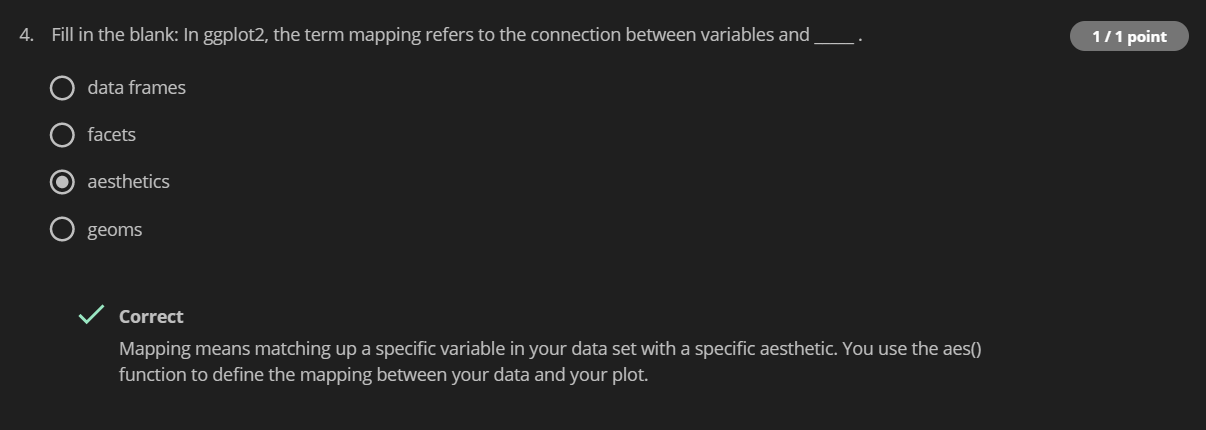 4. Fill in the blank: In ggplot2, the term mapping refers to the connection between variables and _____ .
1 / 1 point
data frames
facets
aesthetics
geoms
Correct
Mapping means matching up a specific variable in your data set with a specific aesthetic. You use the aes()
function to define the mapping between your data and your plot.